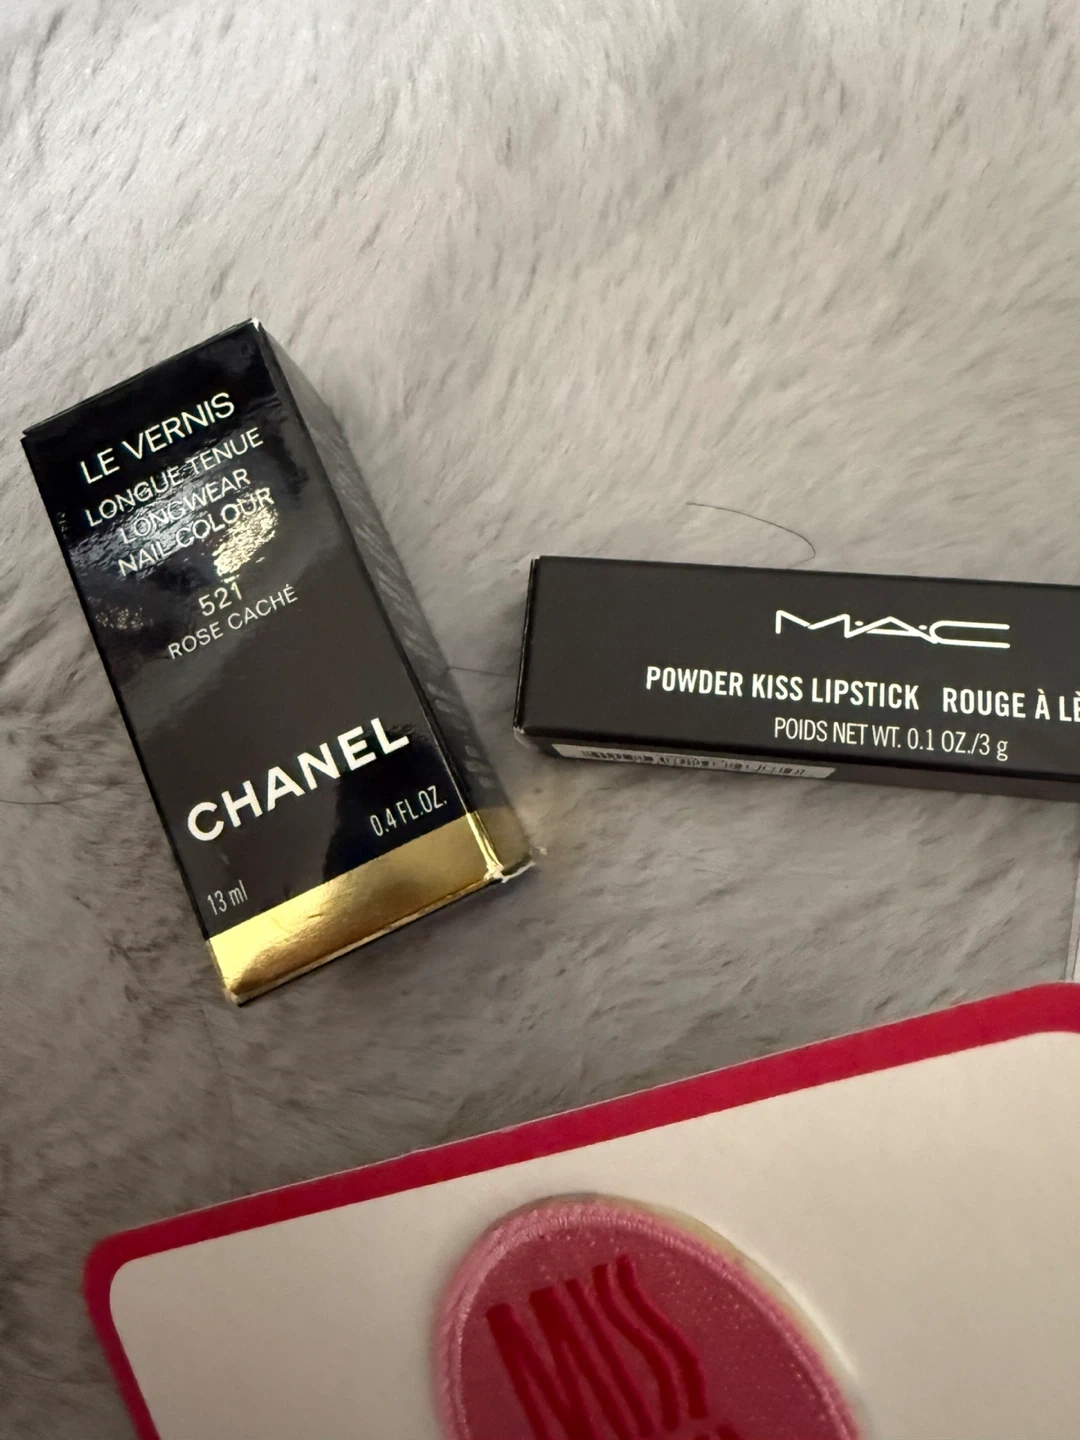 LE VERNIS
LONGUE TENUE
LONGWEAR
NAIL COLOUR
521
ROSE CACHÉ
CHANEL
0.4 FL.OZ.
13 ml
M·A·C
POWDER KISS LIPSTICK ROUGE À LÈ
POIDS NET WT. 0.1 OZ./3 g
MISS